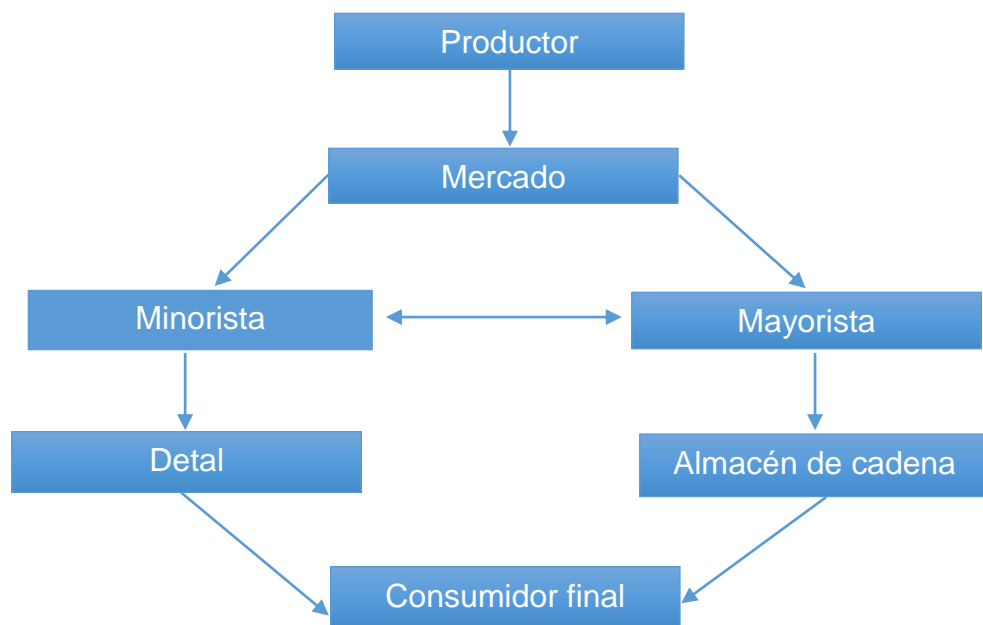 Productor
Mercado
Minorista
Mayorista
Detal
Almacén de cadena
Consumidor final